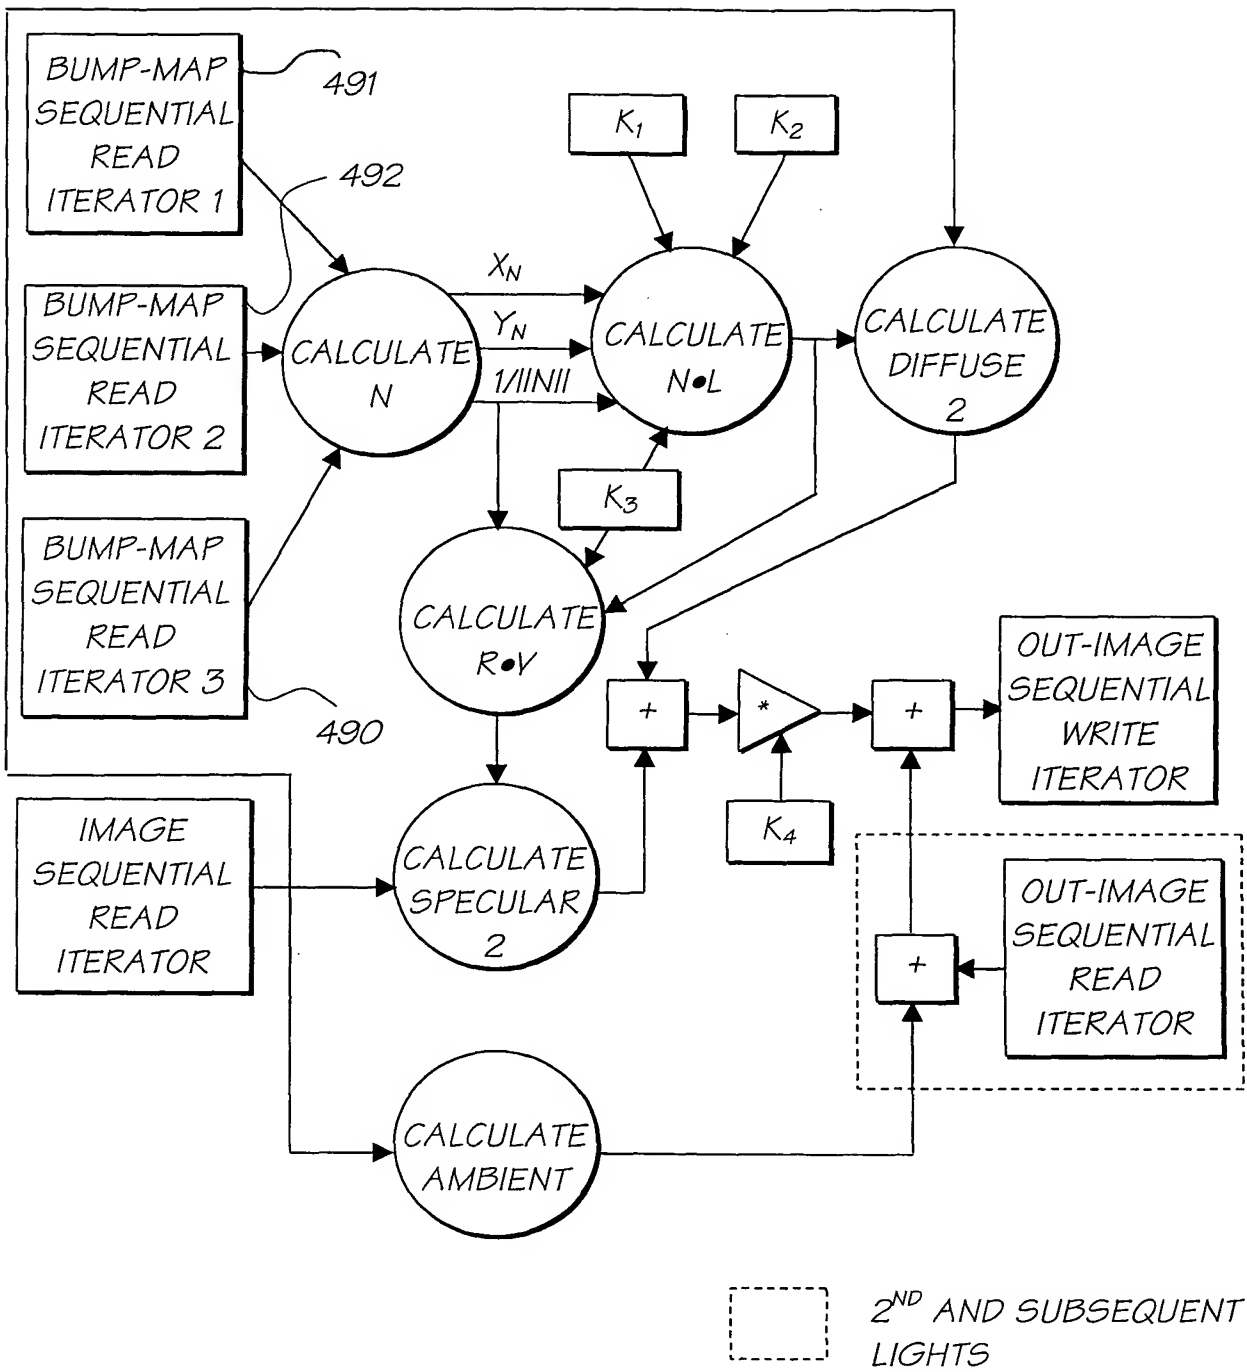 BUMP-MAP
SEQUENTIAL
READ
ITERATOR 1
491
K1
K2
BUMP-MAP
SEQUENTIAL
READ
ITERATOR 2
492
CALCULATE
N
XN
YN
1/||N||
CALCULATE
N•L
CALCULATE
DIFFUSE
2
K3
BUMP-MAP
SEQUENTIAL
READ
ITERATOR 3
490
CALCULATE
R•V
+
*
+
K4
OUT-IMAGE
SEQUENTIAL
WRITE
ITERATOR
IMAGE
SEQUENTIAL
READ
ITERATOR
CALCULATE
SPECULAR
2
+
OUT-IMAGE
SEQUENTIAL
READ
ITERATOR
CALCULATE
AMBIENT
2ND AND SUBSEQUENT
LIGHTS